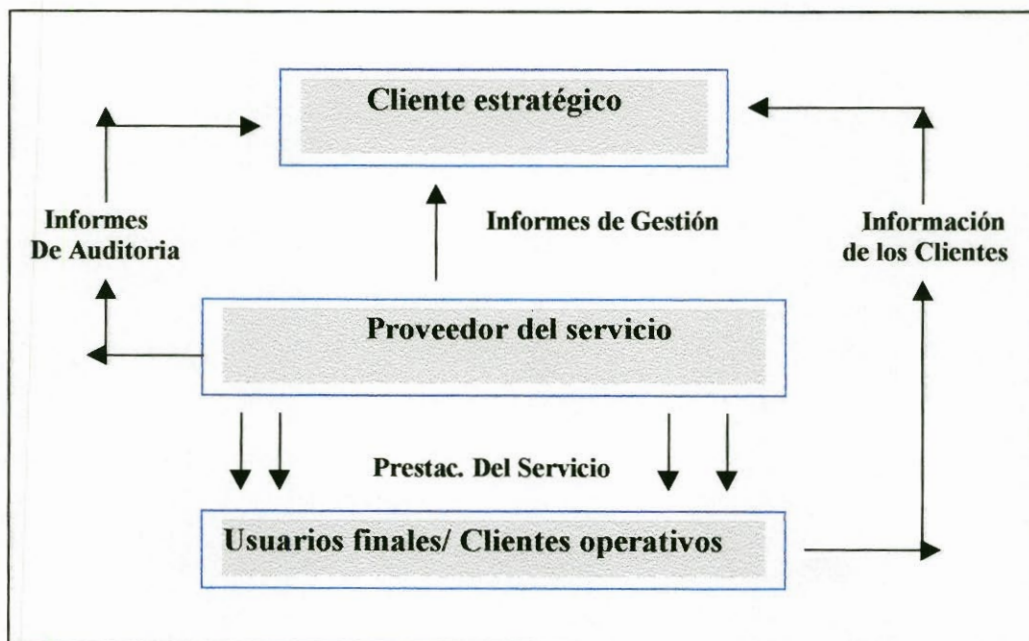 Cliente estratégico
Informes
De Auditoria
Informes de Gestión
Información
de los Clientes
Proveedor del servicio
Prestac. Del Servicio
Usuarios finales/ Clientes operativos